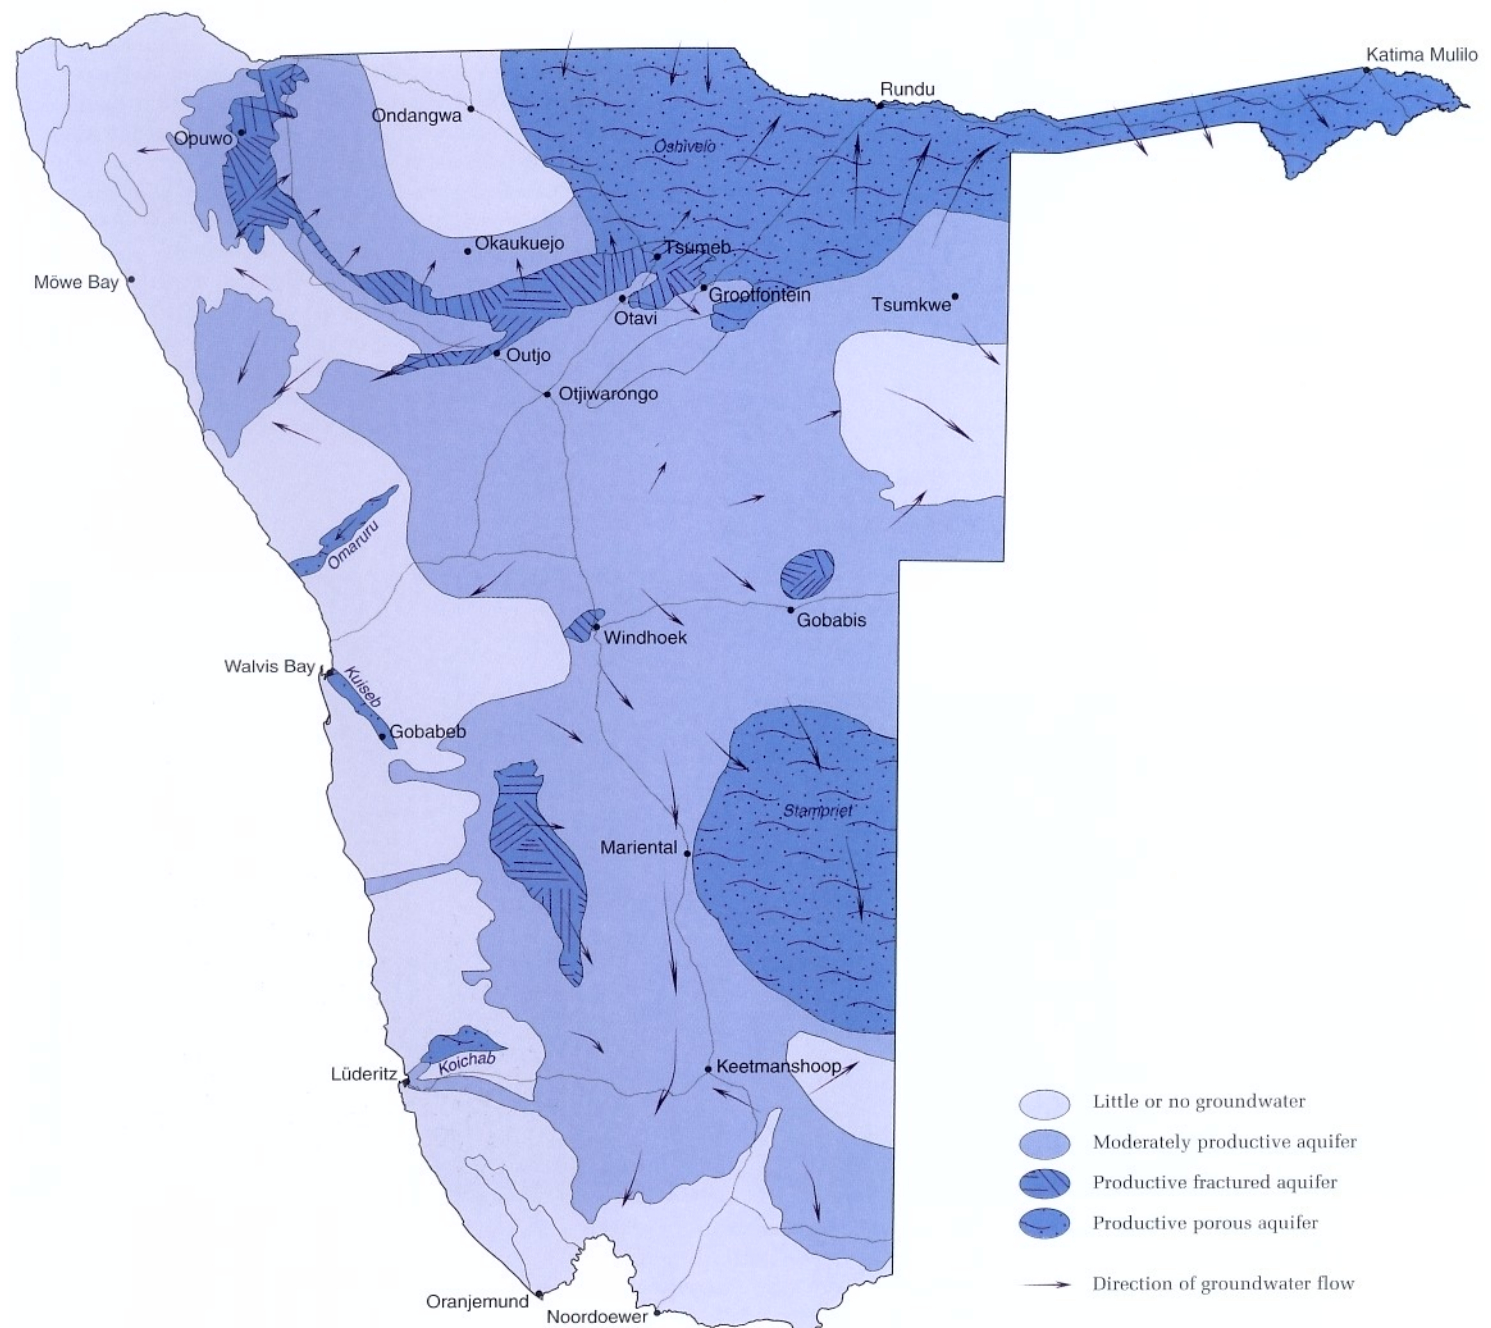 Katima Mulilo
Rundu
Ondangwa
Opuwo
Oshivelo
Okaukuejo
Tsumeb
Möwe Bay
Grootfontein
Tsumkwe
Otavi
Outjo
Otjiwarongo
Omaruru
Gobabis
Windhoek
Walvis Bay
Kuiseb
Gobabeb
Stampriet
Mariental
Koichab
Keetmanshoop
Lüderitz
Little or no groundwater
Moderately productive aquifer
Productive fractured aquifer
Productive porous aquifer
Direction of groundwater flow
Oranjemund
Noordoewer